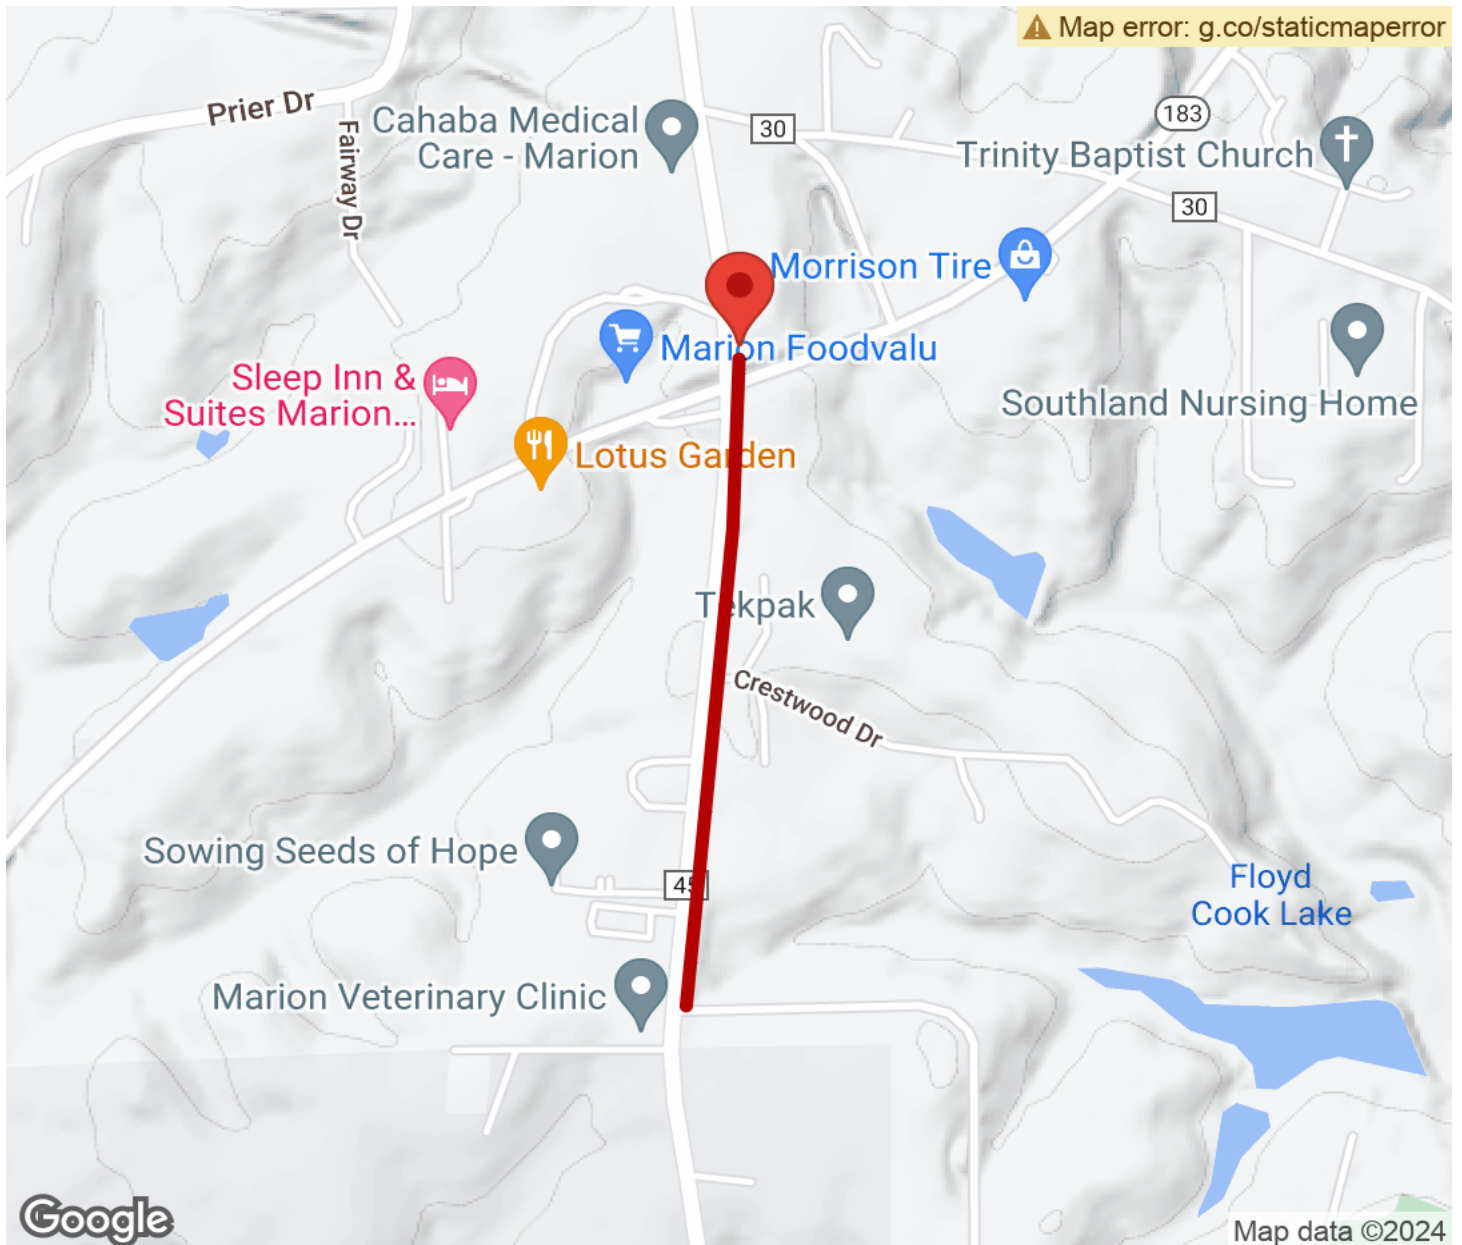 Map error: g.co/staticmaperror
Prier Dr
Fairway Dr
Cahaba Medical
Care - Marion
30
183
Trinity Baptist Church
30
Morrison Tire
Marion Foodvalu
Sleep Inn &
Suites Marion...
Southland Nursing Home
Lotus Garden
Tekpak
Crestwood Dr
Sowing Seeds of Hope
45
Floyd
Cook Lake
Marion Veterinary Clinic
Google
Map data ©2024